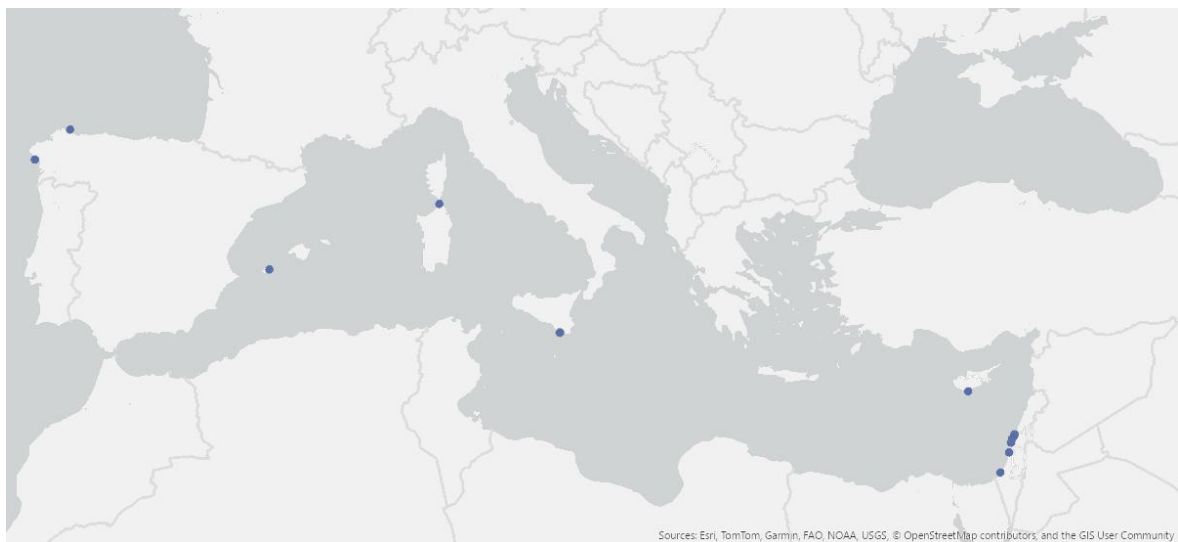 Sources: Esri, TomTom, Garmin, FAO, NOAA, USGS, © OpenStreetMap contributors, and the GIS User Community